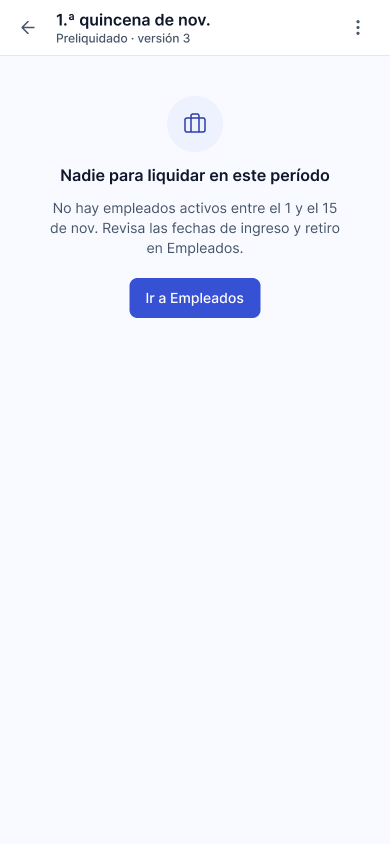 1.ª quincena de nov.
Preliquidado · versión 3
Nadie para liquidar en este período
No hay empleados activos entre el 1 y el 15
de nov. Revisa las fechas de ingreso y retiro
en Empleados.
Ir a Empleados